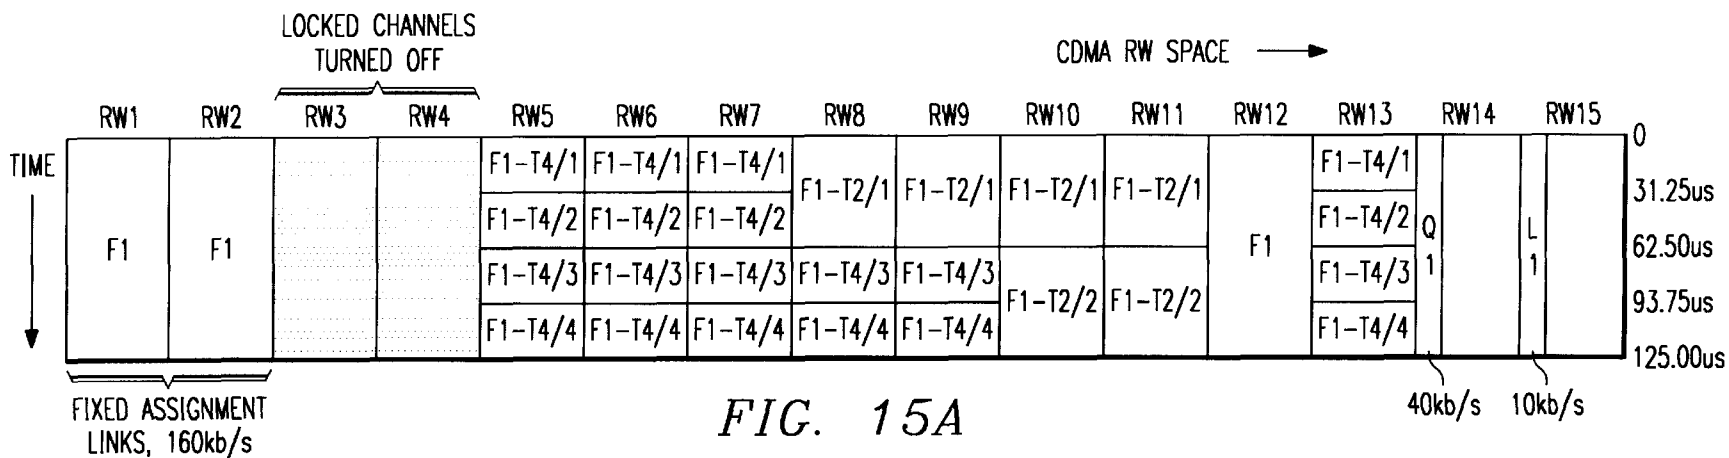 LOCKED CHANNELS
TURNED OFF
CDMA RW SPACE
RW1 RW2 RW3 RW4 RW5 RW6 RW7 RW8 RW9 RW10 RW11 RW12 RW13 RW14 RW15
TIME
0
F1-T4/1 F1-T4/1 F1-T4/1 F1-T4/1
F1-T2/1 F1-T2/1 F1-T2/1 F1-T2/1
31.25us
F1-T4/2 F1-T4/2 F1-T4/2 F1-T4/2
F1 F1 F1
Q
1
L
1
62.50us
F1-T4/3 F1-T4/3 F1-T4/3 F1-T4/3 F1-T4/3 F1-T4/3
F1-T2/2 F1-T2/2
93.75us
F1-T4/4 F1-T4/4 F1-T4/4 F1-T4/4 F1-T4/4 F1-T4/4
125.00us
FIXED ASSIGNMENT
LINKS, 160kb/s
40kb/s 10kb/s
FIG. 15A